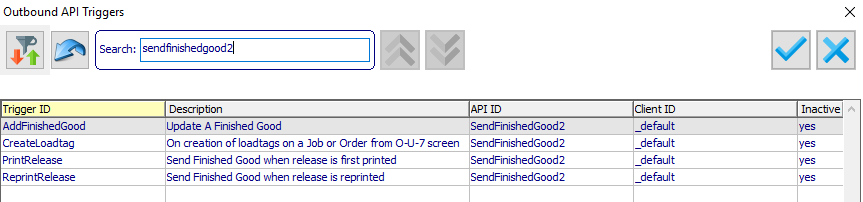 Outbound API Triggers
Search: sendfinishedgood2
Trigger ID Description API ID Client ID Inactive
AddFinishedGood Update A Finished Good SendFinishedGood2 _default yes
CreateLoadtag On creation of loadtags on a Job or Order from O-U-7 screen SendFinishedGood2 _default yes
PrintRelease Send Finished Good when release is first printed SendFinishedGood2 _default yes
ReprintRelease Send Finished Good when release is reprinted SendFinishedGood2 _default yes